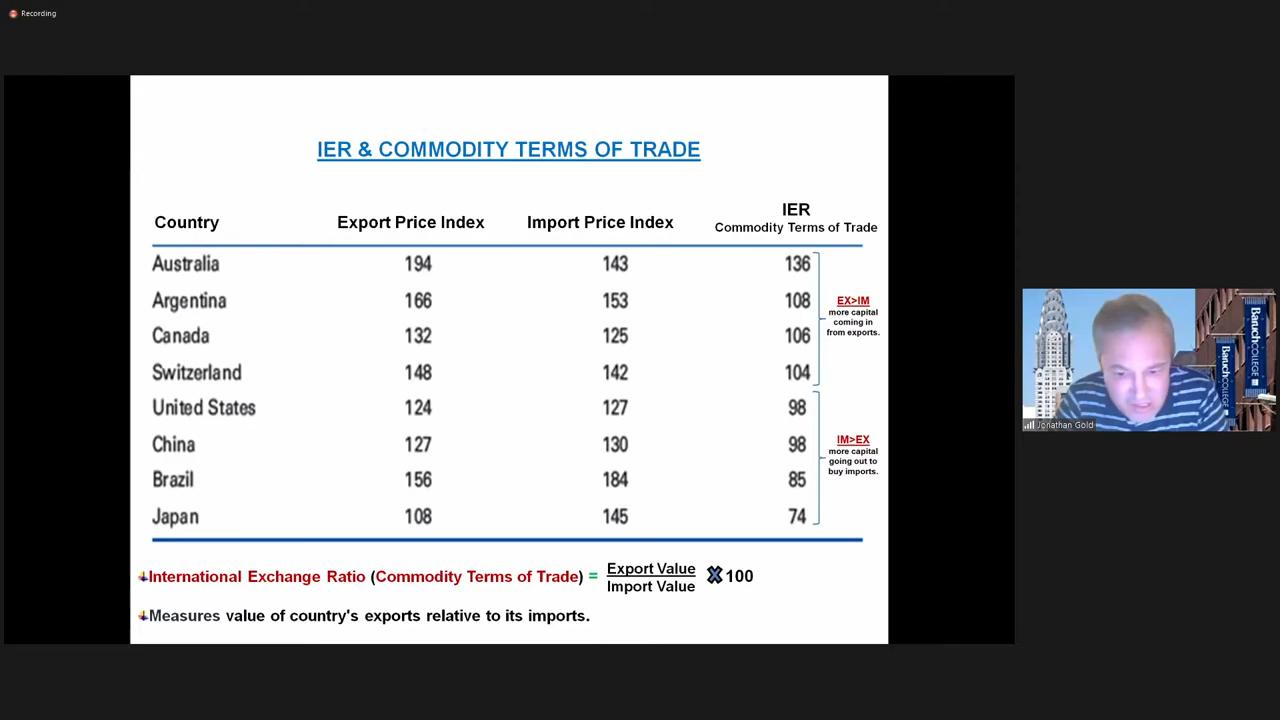 Recording
IER & COMMODITY TERMS OF TRADE
Country Export Price Index Import Price Index IER
Commodity Terms of Trade
Australia 194 143 136
Argentina 166 153 108
Canada 132 125 106
Switzerland 148 142 104
EX>IM
more capital
coming in
from exports.
United States 124 127 98
China 127 130 98
Brazil 156 184 85
Japan 108 145 74
IM>EX
more capital
going out to
buy imports.
International Exchange Ratio (Commodity Terms of Trade) = Export Value
Import Value
✖ 100
Measures value of country's exports relative to its imports.
Baruch COLLEGE
Baruch COLLEGE
Jonathan Gold